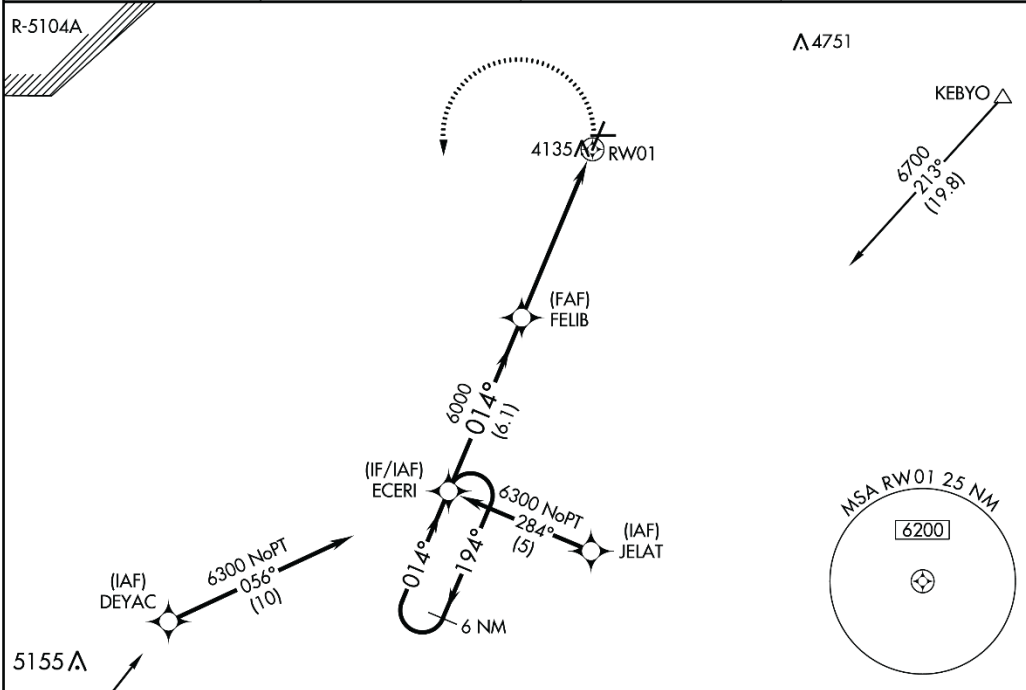 R-5104A
4751
KEBYO
6700
213°
(19.8)
4135
RW01
(FAF)
FELIB
6000
014°
(6.1)
(IF/IAF)
ECERI
6300 NoPT
284°
(5)
(IAF)
JELAT
014°
194°
6 NM
6300 NoPT
056°
(10)
(IAF)
DEYAC
5155
MSA RW01 25 NM
6200